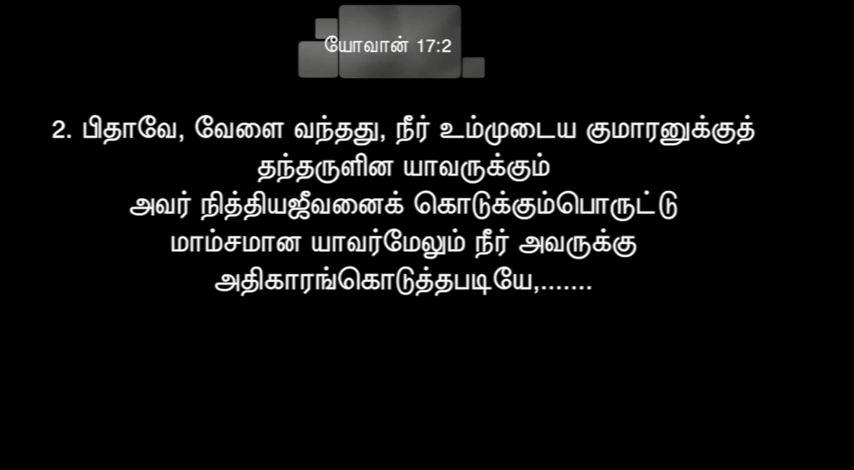 யோவான் 17:2
2. பிதாவே, வேளை வந்தது, நீர் உம்முடைய குமாரனுக்குத்
தந்தருளின யாவருக்கும்
அவர் நித்தியஜீவனைக் கொடுக்கும்பொருட்டு
மாம்சமான யாவர்மேலும் நீர் அவருக்கு
அதிகாரங்கொடுத்தபடியே,.......